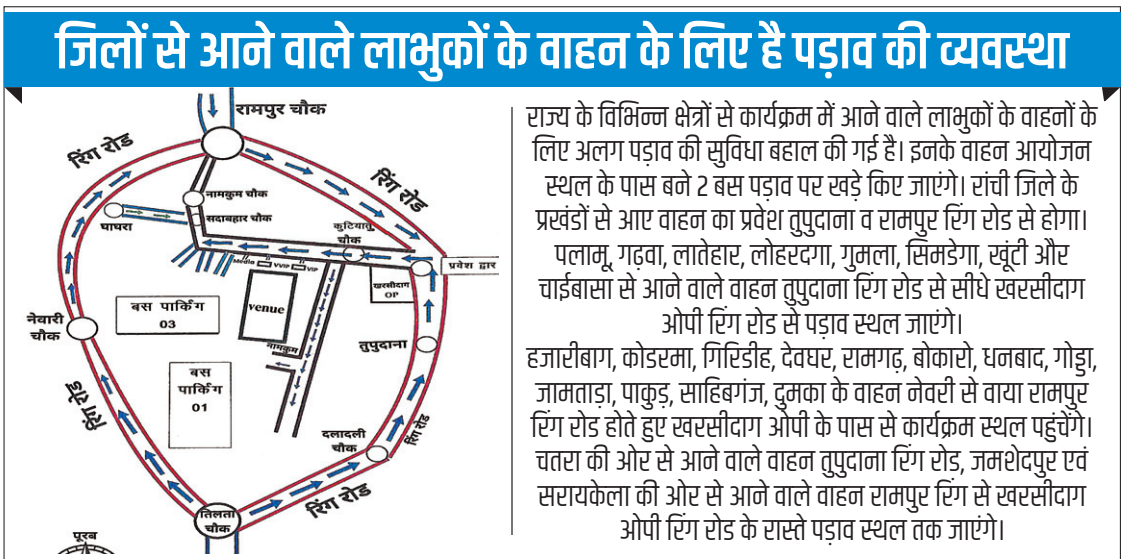 जिलों से आने वाले लाभुकों के वाहन के लिए है पड़ाव की व्यवस्था
रामपुर चौक
रिंग रोड
रिंग रोड
नामकुम चौक
सदाबहार चौक
घाघरा
कुटियातु
चौक
Media
VVIP
VIP
प्रवेश द्वार
खरसीदाग
OP
venue
बस पार्किंग
03
नेवारी
चौक
नामकुम
तुपुदाना
बस
पार्किंग
01
रिंग रोड
रिंग रोड
दलादली
चौक
रिंग रोड
तिलता
चौक
पूरब
राज्य के विभिन्न क्षेत्रों से कार्यक्रम में आने वाले लाभुकों के वाहनों के
लिए अलग पड़ाव की सुविधा बहाल की गई है। इनके वाहन आयोजन
स्थल के पास बने 2 बस पड़ाव पर खड़े किए जाएंगे। रांची जिले के
प्रखंडों से आए वाहन का प्रवेश तुपुदाना व रामपुर रिंग रोड से होगा।
पलामू, गढ़वा, लातेहार, लोहरदगा, गुमला, सिमडेगा, खूंटी और
चाईबासा से आने वाले वाहन तुपुदाना रिंग रोड से सीधे खरसीदाग
ओपी रिंग रोड से पड़ाव स्थल जाएंगे।
हजारीबाग, कोडरमा, गिरिडीह, देवघर, रामगढ़, बोकारो, धनबाद, गोड्डा,
जामताड़ा, पाकुड़, साहिबगंज, दुमका के वाहन नेवरी से वाया रामपुर
रिंग रोड होते हुए खरसीदाग ओपी के पास से कार्यक्रम स्थल पहुंचेंगे।
चतरा की ओर से आने वाले वाहन तुपुदाना रिंग रोड, जमशेदपुर एवं
सरायकेला की ओर से आने वाले वाहन रामपुर रिंग से खरसीदाग
ओपी रिंग रोड के रास्ते पड़ाव स्थल तक जाएंगे।